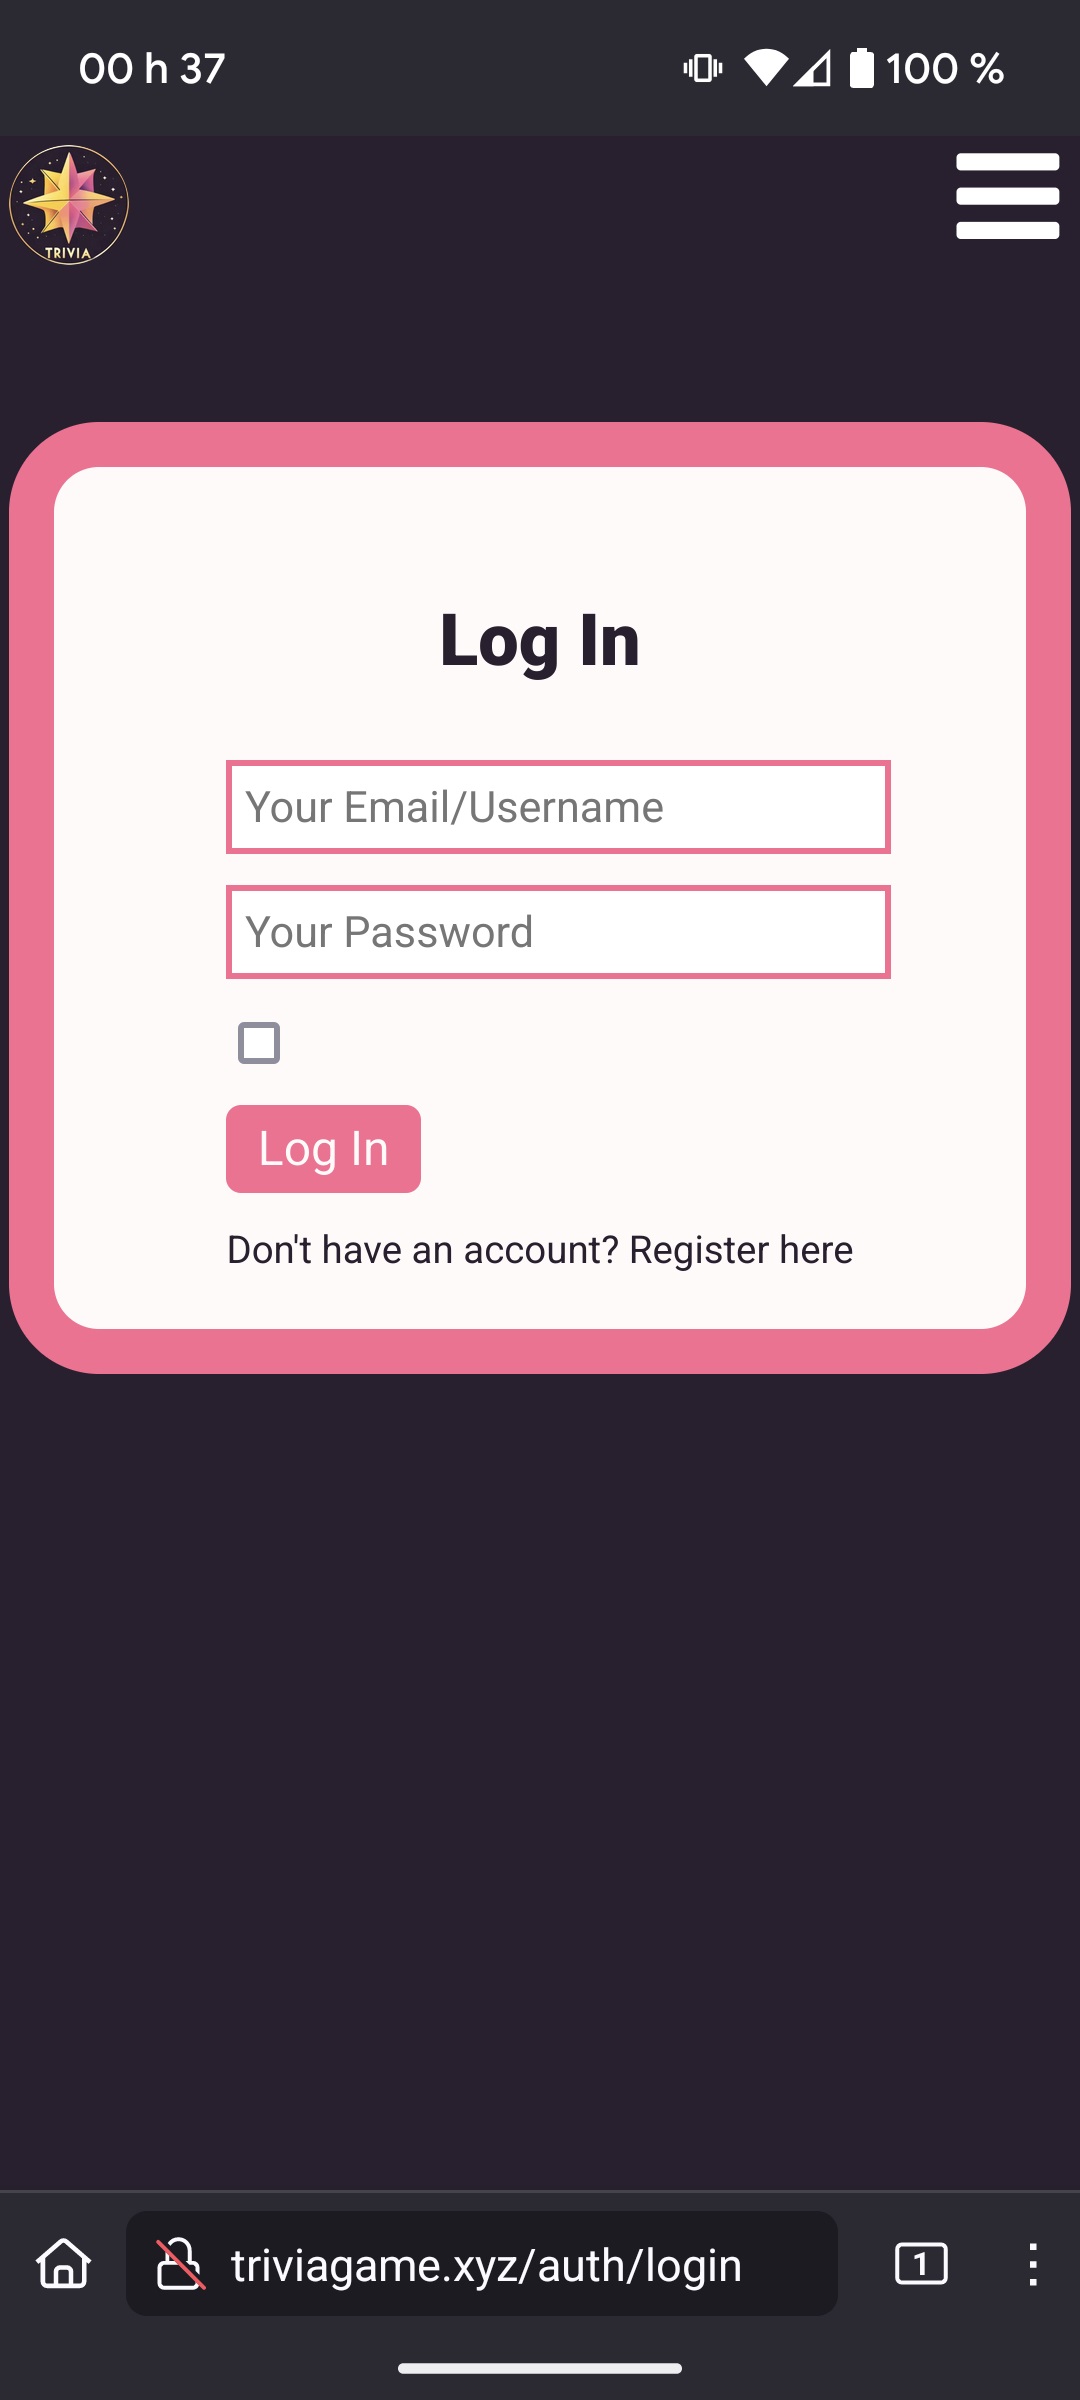 00 h 37
100 %
TRIVIA
Log In
Your Email/Username
Your Password
Log In
Don't have an account? Register here
triviagame.xyz/auth/login
1